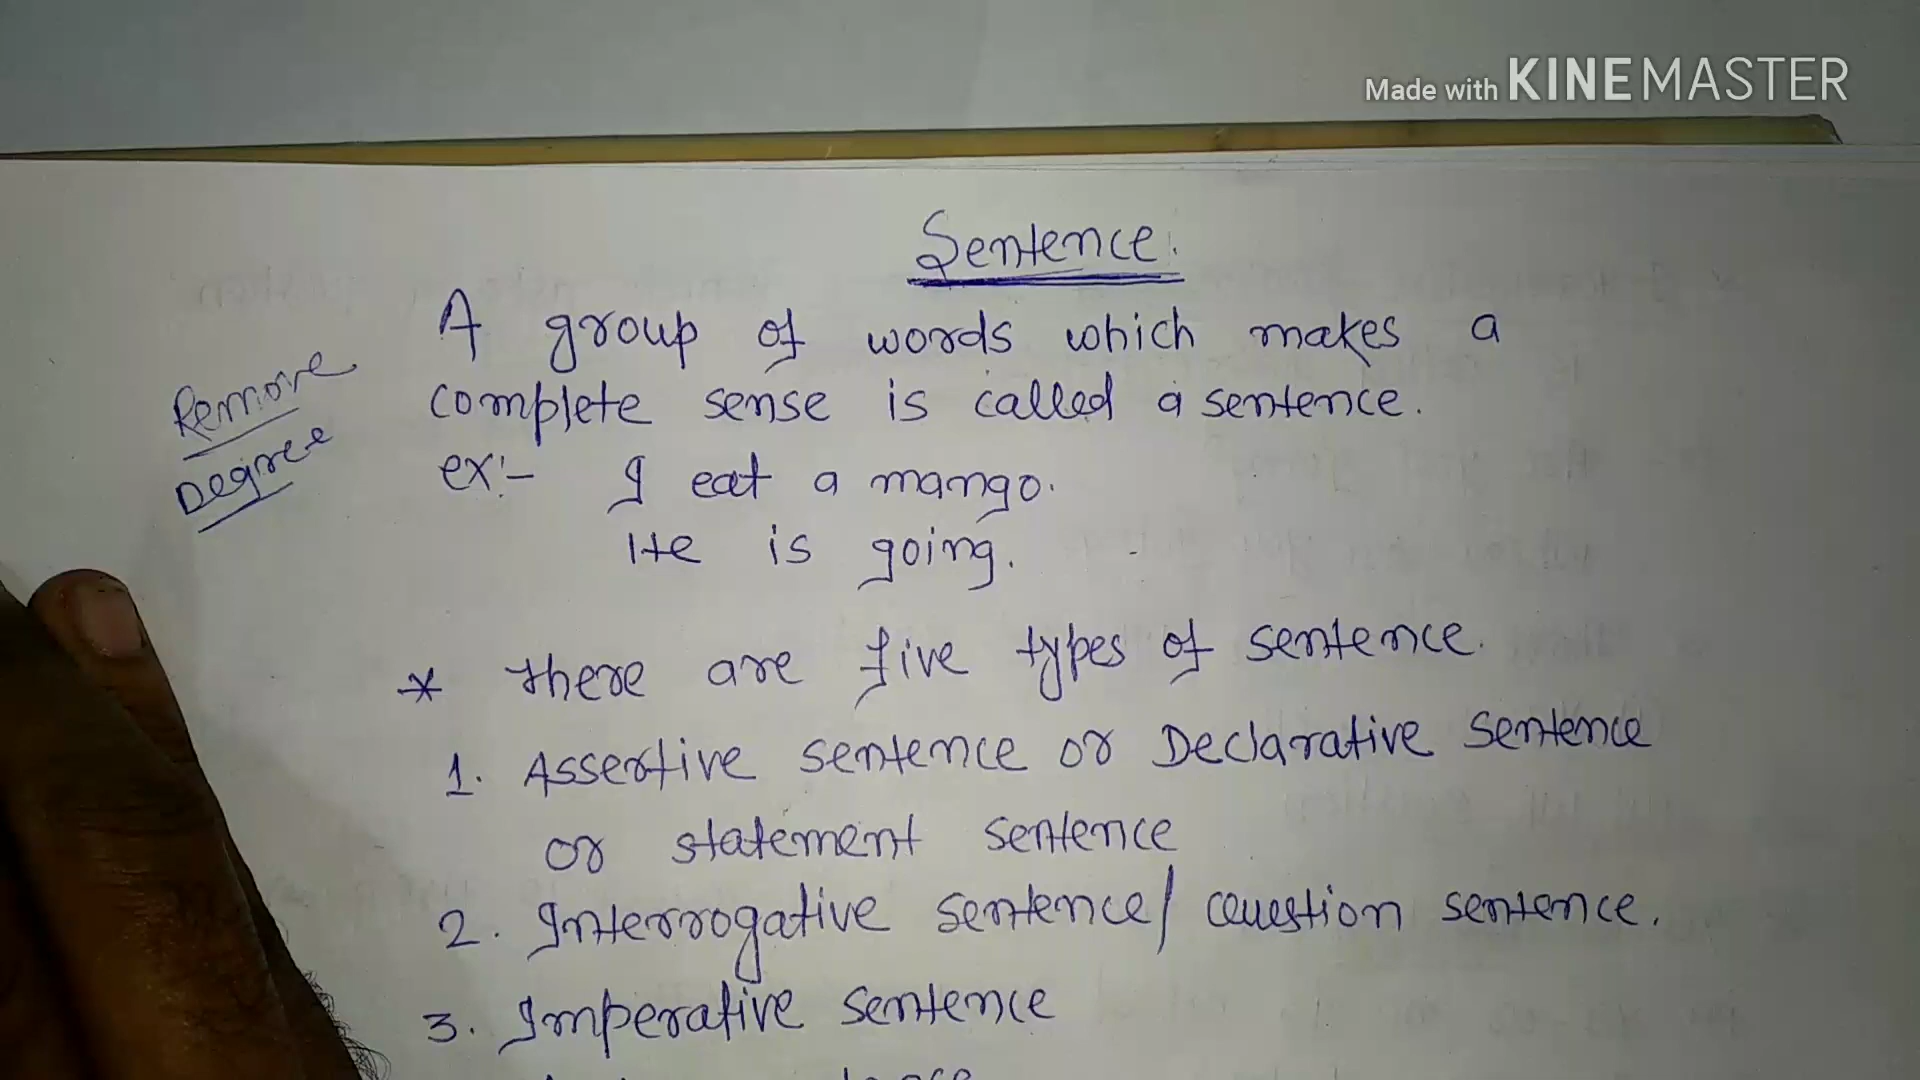 Made with KINEMASTER
Sentence.
A group of words which makes a
complete sense is called a sentence.
Remove
Degree
ex:- I eat a mango.
He is going.
* there are five types of sentence.
1. Assertive sentence or Declarative sentence
or statement sentence
2. Interrogative sentence/ Question sentence.
3. Imperative sentence